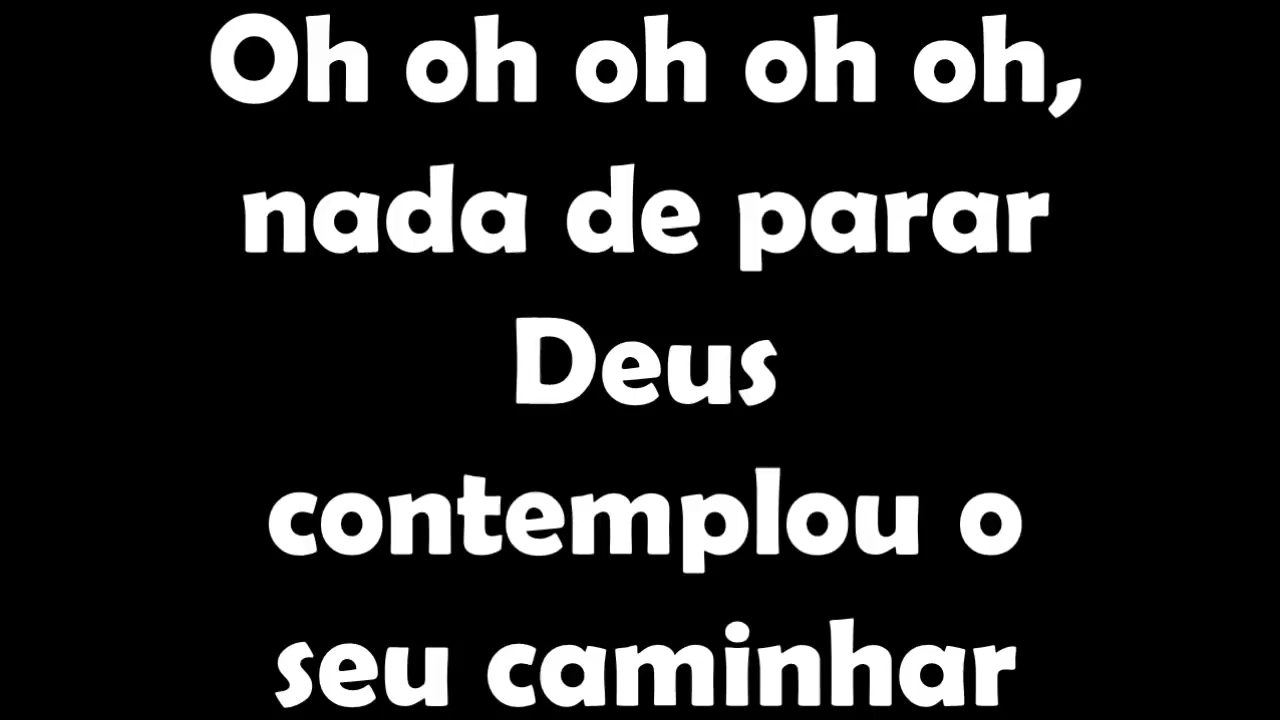 Oh oh oh oh oh,
nada de parar
Deus
contemplou o
seu caminhar